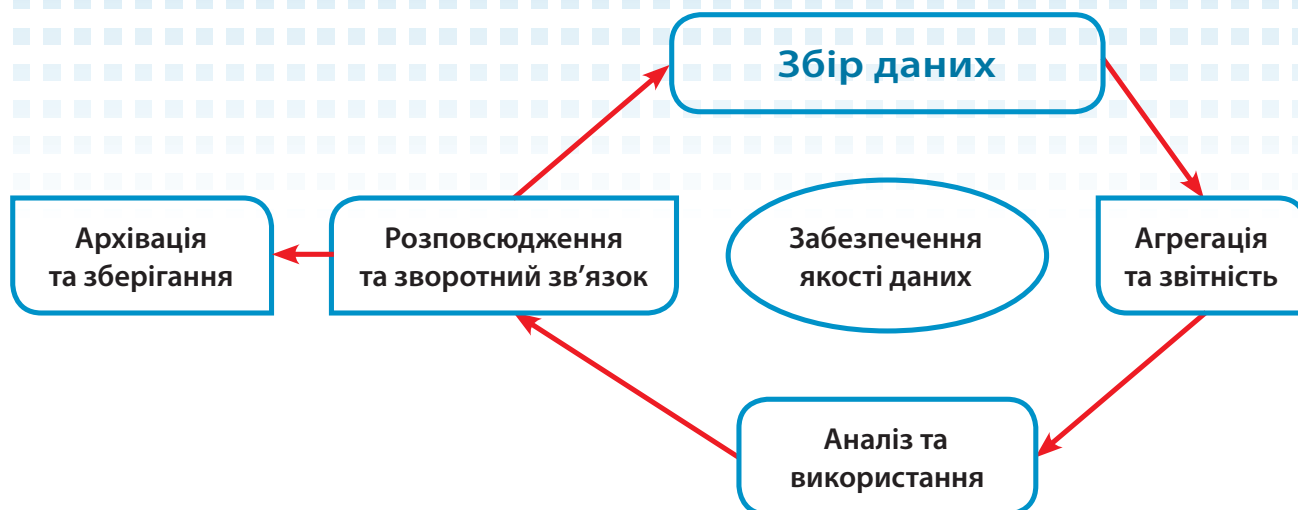 Збір даних
Архівація
та зберігання
Розповсюдження
та зворотний зв’язок
Забезпечення
якості даних
Агрегація
та звітність
Аналіз та
використання